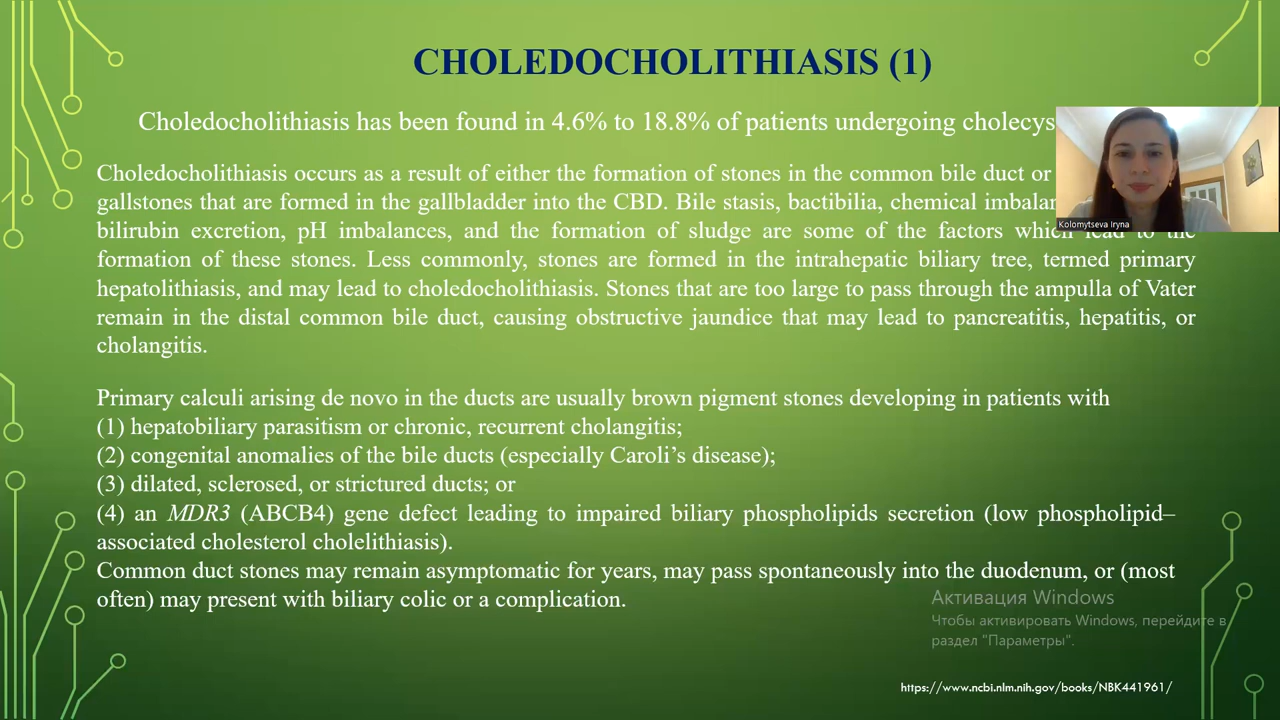 CHOLEDOCHOLITHIASIS (1)
Choledocholithiasis has been found in 4.6% to 18.8% of patients undergoing
Choledocholithiasis occurs as a result of either the formation of stones in the common bile duct or
gallstones that are formed in the gallbladder into the CBD. Bile stasis, bactibilia, chemical
bilirubin excretion, pH imbalances, and the formation of sludge are some of the factors which lead to the
formation of these stones. Less commonly, stones are formed in the intrahepatic biliary tree, termed primary
hepatolithiasis, and may lead to choledocholithiasis. Stones that are too large to pass through the ampulla of Vater
remain in the distal common bile duct, causing obstructive jaundice that may lead to pancreatitis, hepatitis, or
cholangitis.
Primary calculi arising de novo in the ducts are usually brown pigment stones developing in patients with
(1) hepatobiliary parasitism or chronic, recurrent cholangitis;
(2) congenital anomalies of the bile ducts (especially Caroli’s disease);
(3) dilated, sclerosed, or strictured ducts; or
(4) an MDR3 (ABCB4) gene defect leading to impaired biliary phospholipids secretion (low phospholipid–
associated cholesterol cholelithiasis).
Common duct stones may remain asymptomatic for years, may pass spontaneously into the duodenum, or (most
often) may present with biliary colic or a complication.
Kolomytseva Iryna
Активация Windows
Чтобы активировать Windows, перейдите в
раздел "Параметры".
https://www.ncbi.nlm.nih.gov/books/NBK441961/